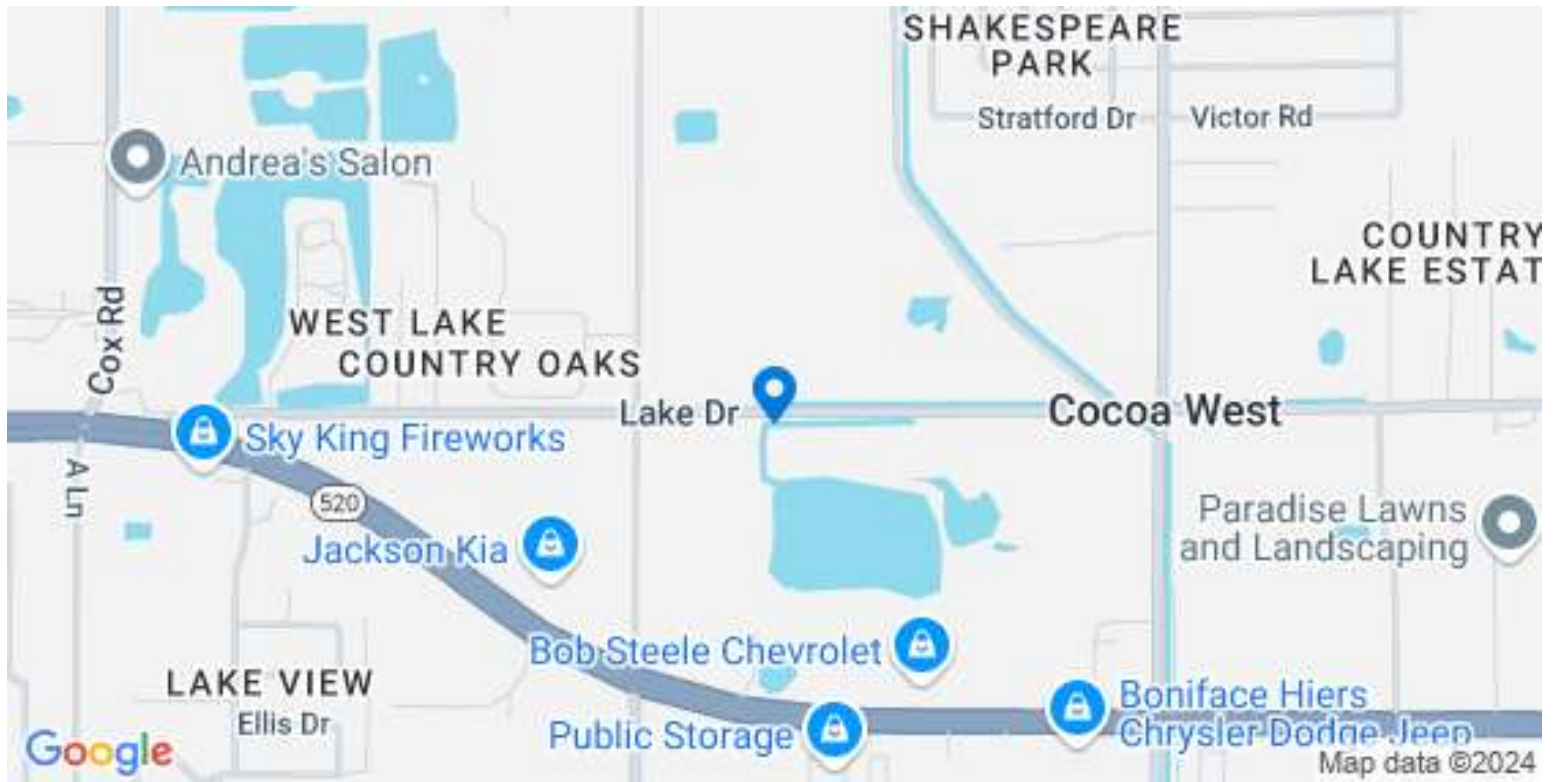 SHAKESPEARE
PARK
Stratford Dr
Victor Rd
Andrea's Salon
COUNTRY
LAKE ESTAT
Cox Rd
WEST LAKE
COUNTRY OAKS
Lake Dr
Cocoa West
Sky King Fireworks
A Ln
520
Jackson Kia
Paradise Lawns
and Landscaping
Bob Steele Chevrolet
LAKE VIEW
Ellis Dr
Boniface Hiers
Chrysler Dodge Jeep
Public Storage
Google
Map data ©2024